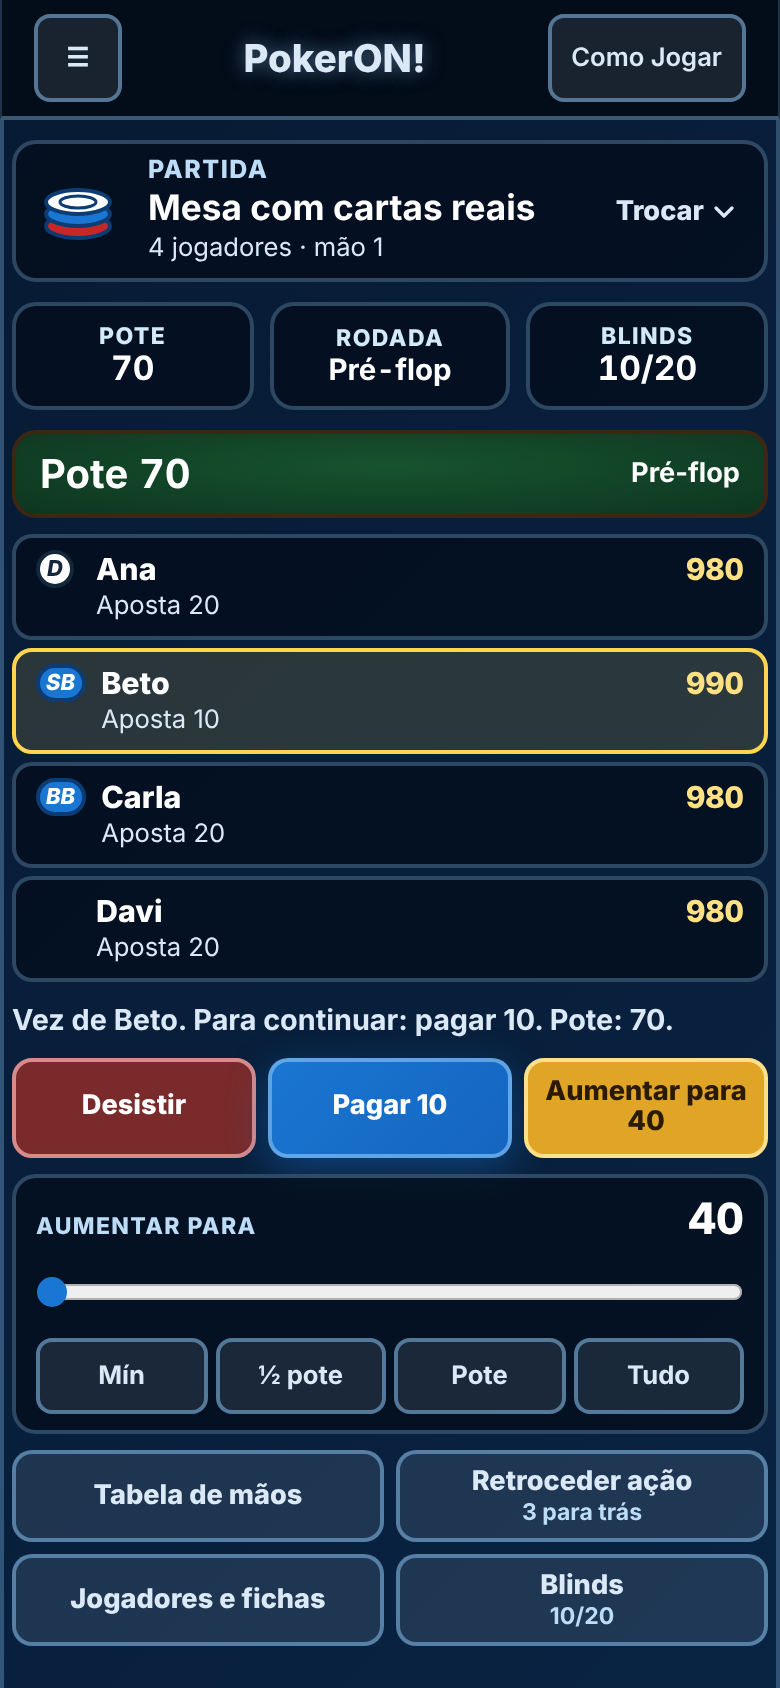 ☰
PokerON!
Como Jogar
PARTIDA
Mesa com cartas reais
4 jogadores · mão 1
Trocar
POTE
70
RODADA
Pré-flop
BLINDS
10/20
Pote 70
Pré-flop
D
Ana
980
Aposta 20
SB
Beto
990
Aposta 10
BB
Carla
980
Aposta 20
Davi
980
Aposta 20
Vez de Beto. Para continuar: pagar 10. Pote: 70.
Desistir
Pagar 10
Aumentar para
40
AUMENTAR PARA
40
Mín
½ pote
Pote
Tudo
Tabela de mãos
Retroceder ação
3 para trás
Jogadores e fichas
Blinds
10/20